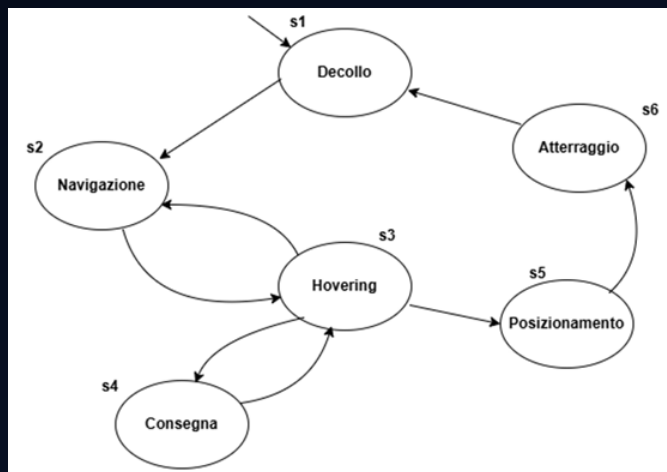 s1
Decollo
s6
Atterraggio
s2
Navigazione
s3
Hovering
s5
Posizionamento
s4
Consegna